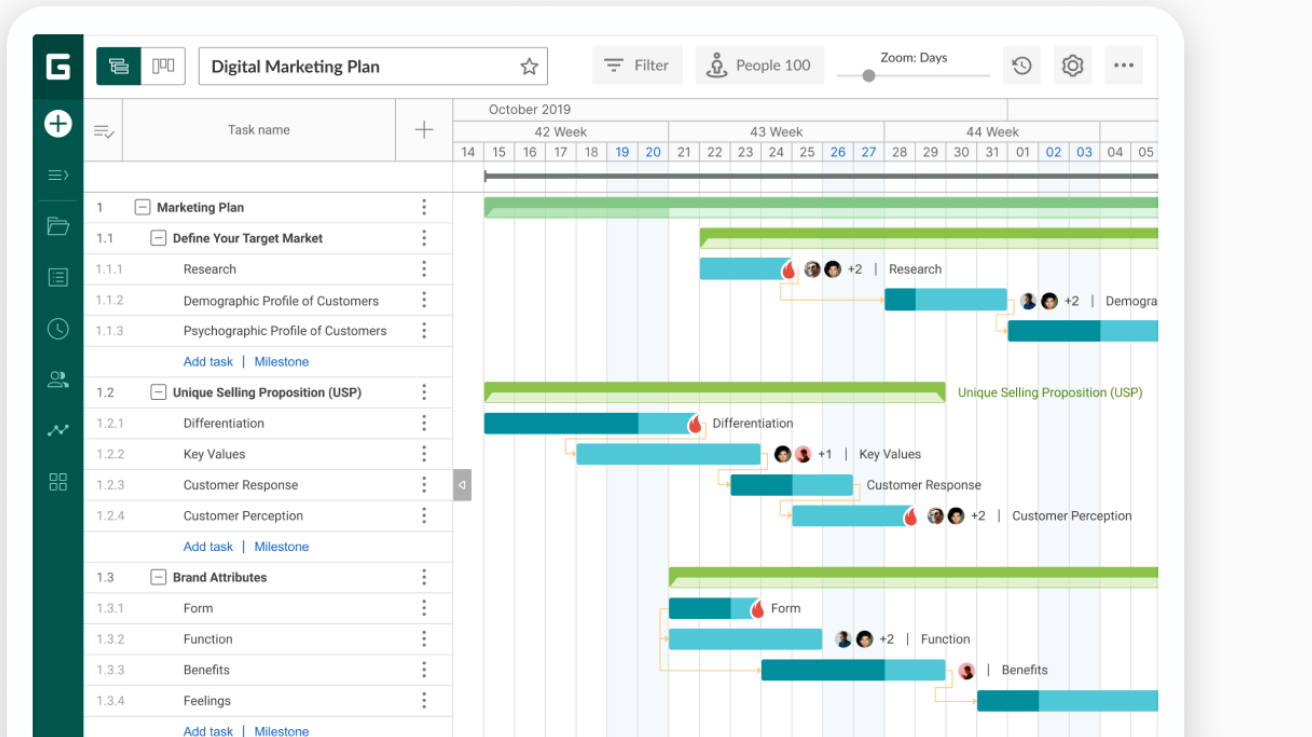 G
Digital Marketing Plan
Filter
People 100
Zoom: Days
Task name
October 2019
42 Week 43 Week 44 Week
14 15 16 17 18 19 20 21 22 23 24 25 26 27 28 29 30 31 01 02 03 04 05
1 Marketing Plan
1.1 Define Your Target Market
1.1.1 Research +2 | Research
1.1.2 Demographic Profile of Customers +2 | Demogra
1.1.3 Psychographic Profile of Customers
Add task | Milestone
1.2 Unique Selling Proposition (USP) Unique Selling Proposition (USP)
1.2.1 Differentiation Differentiation
1.2.2 Key Values +1 | Key Values
1.2.3 Customer Response Customer Response
1.2.4 Customer Perception +2 | Customer Perception
Add task | Milestone
1.3 Brand Attributes
1.3.1 Form Form
1.3.2 Function +2 | Function
1.3.3 Benefits | Benefits
1.3.4 Feelings
Add task | Milestone